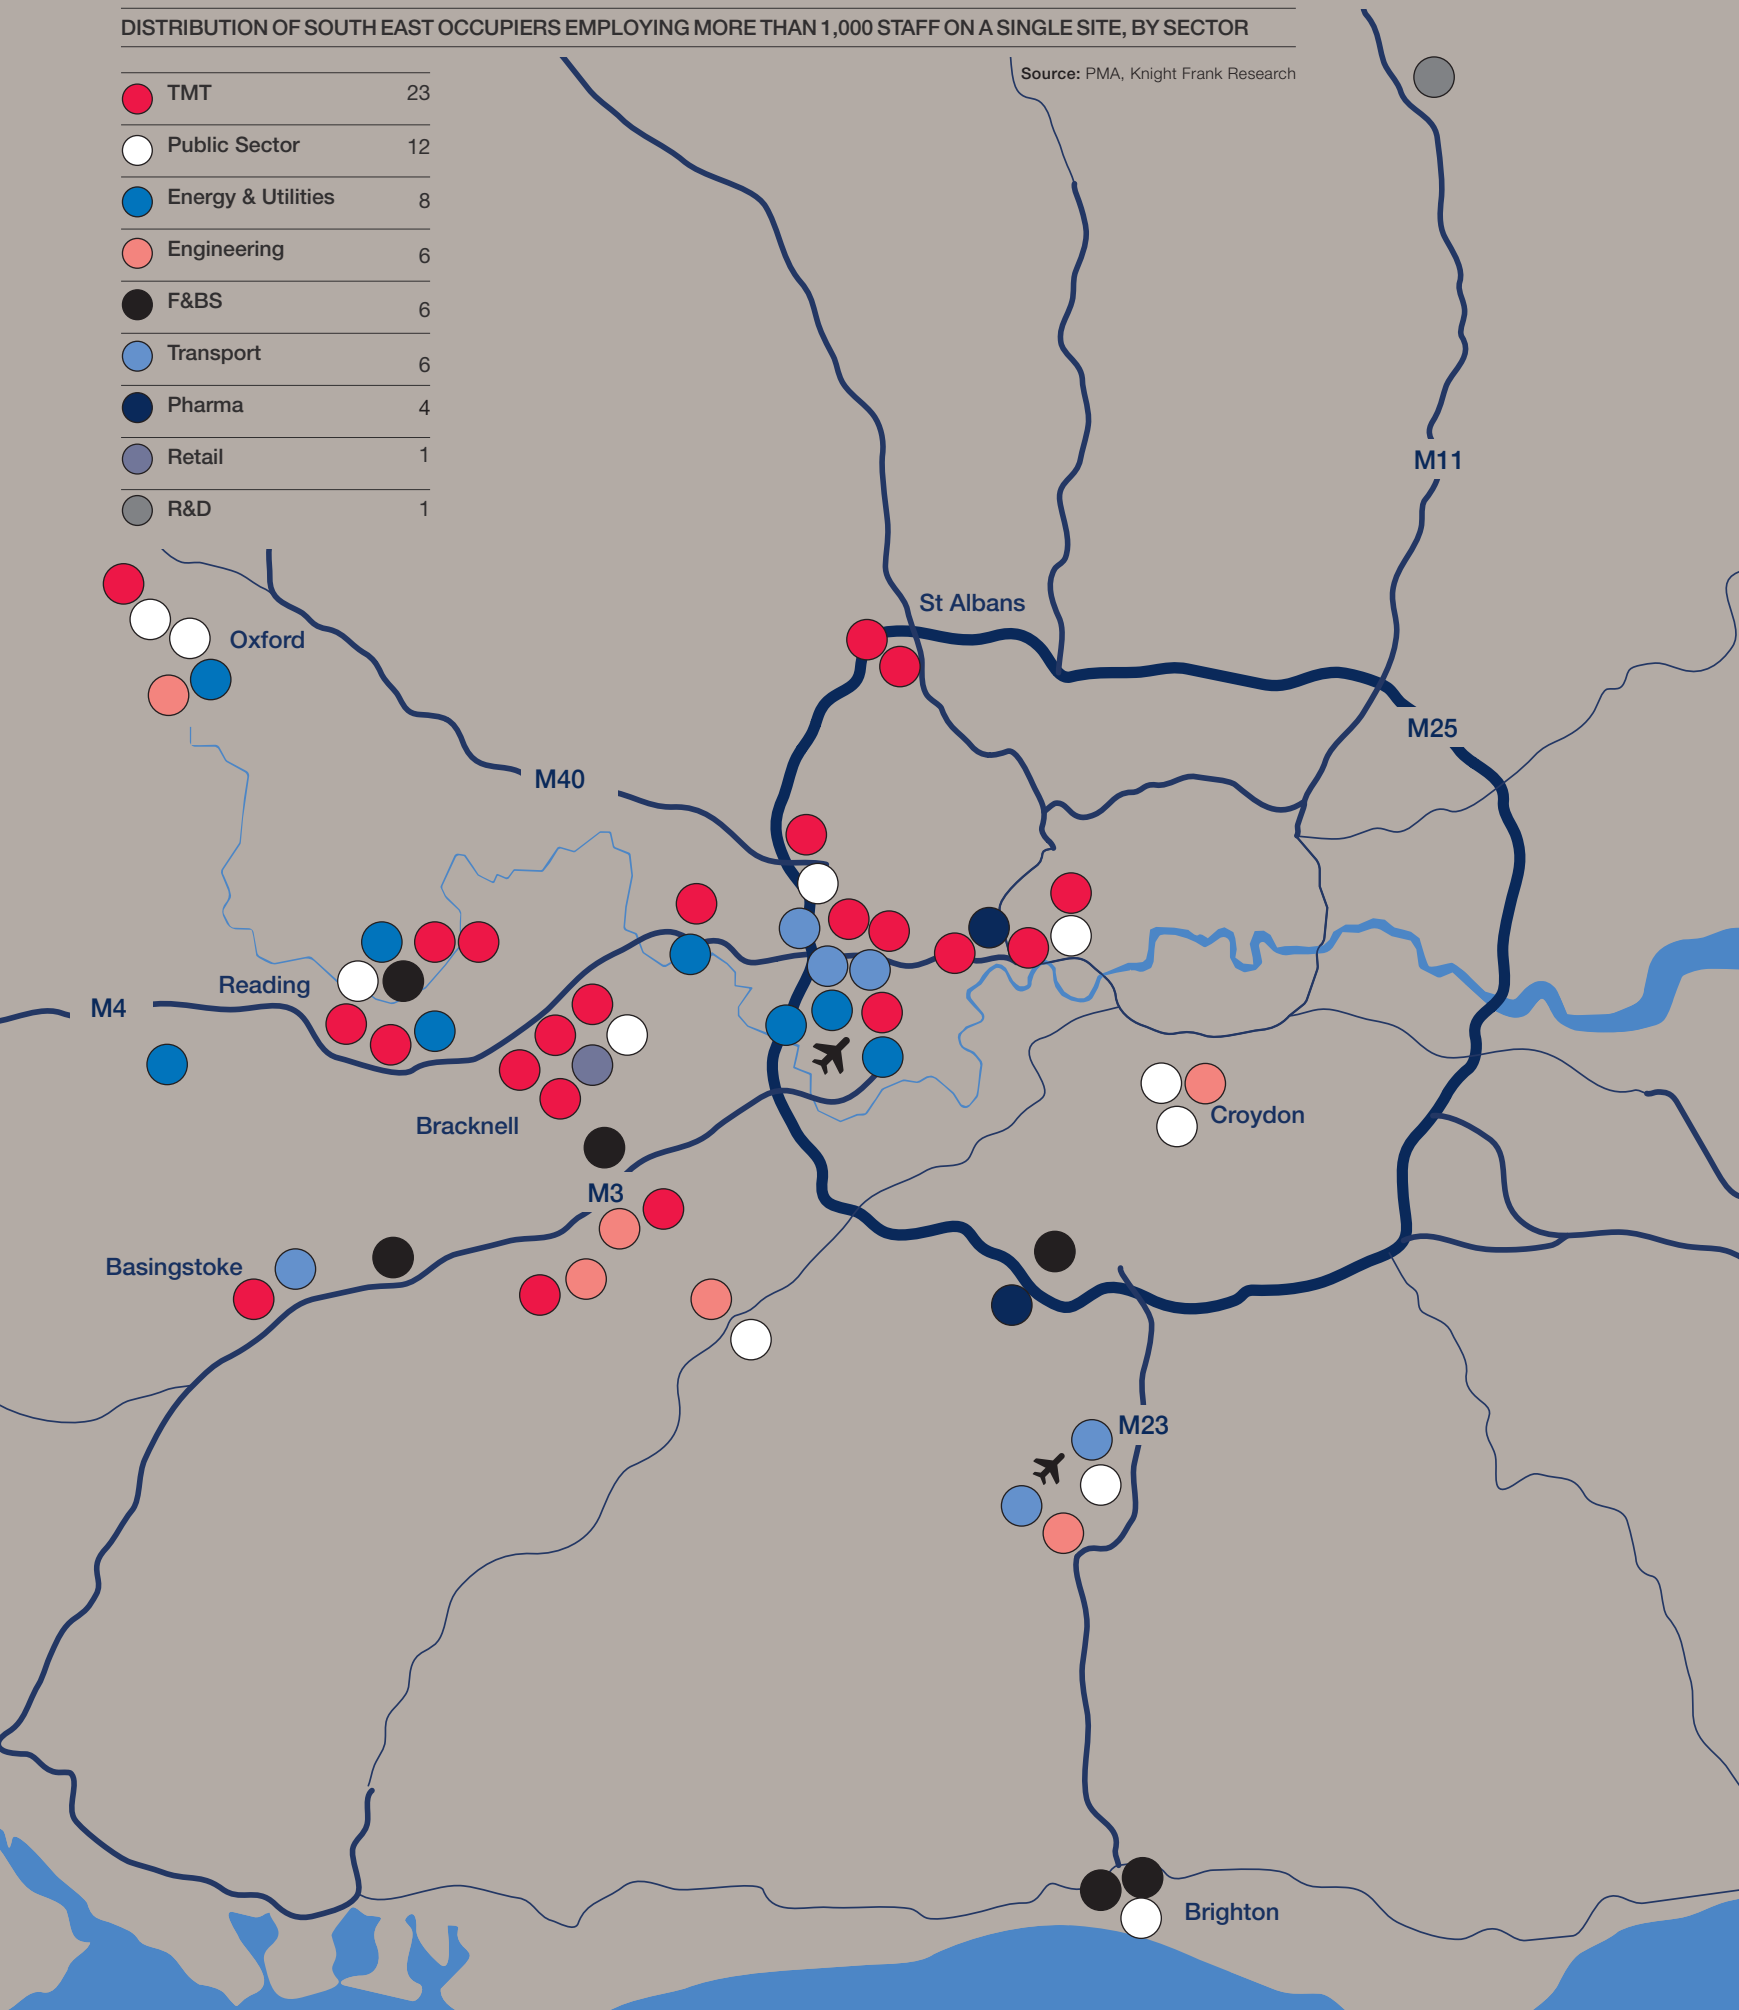 DISTRIBUTION OF SOUTH EAST OCCUPIERS EMPLOYING MORE THAN 1,000 STAFF ON A SINGLE SITE, BY SECTOR
Source: PMA, Knight Frank Research
TMT 23
Public Sector 12
Energy & Utilities 8
Engineering 6
F&BS 6
Transport 6
Pharma 4
Retail 1
R&D 1
M11
St Albans
Oxford
M25
M40
Reading
M4
Croydon
Bracknell
M3
Basingstoke
M23
Brighton